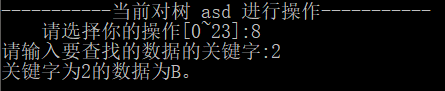 -----------当前对树 asd 进行操作-----------
请选择你的操作[0~23]:8
请输入要查找的数据的关键字:2
关键字为2的数据为B。